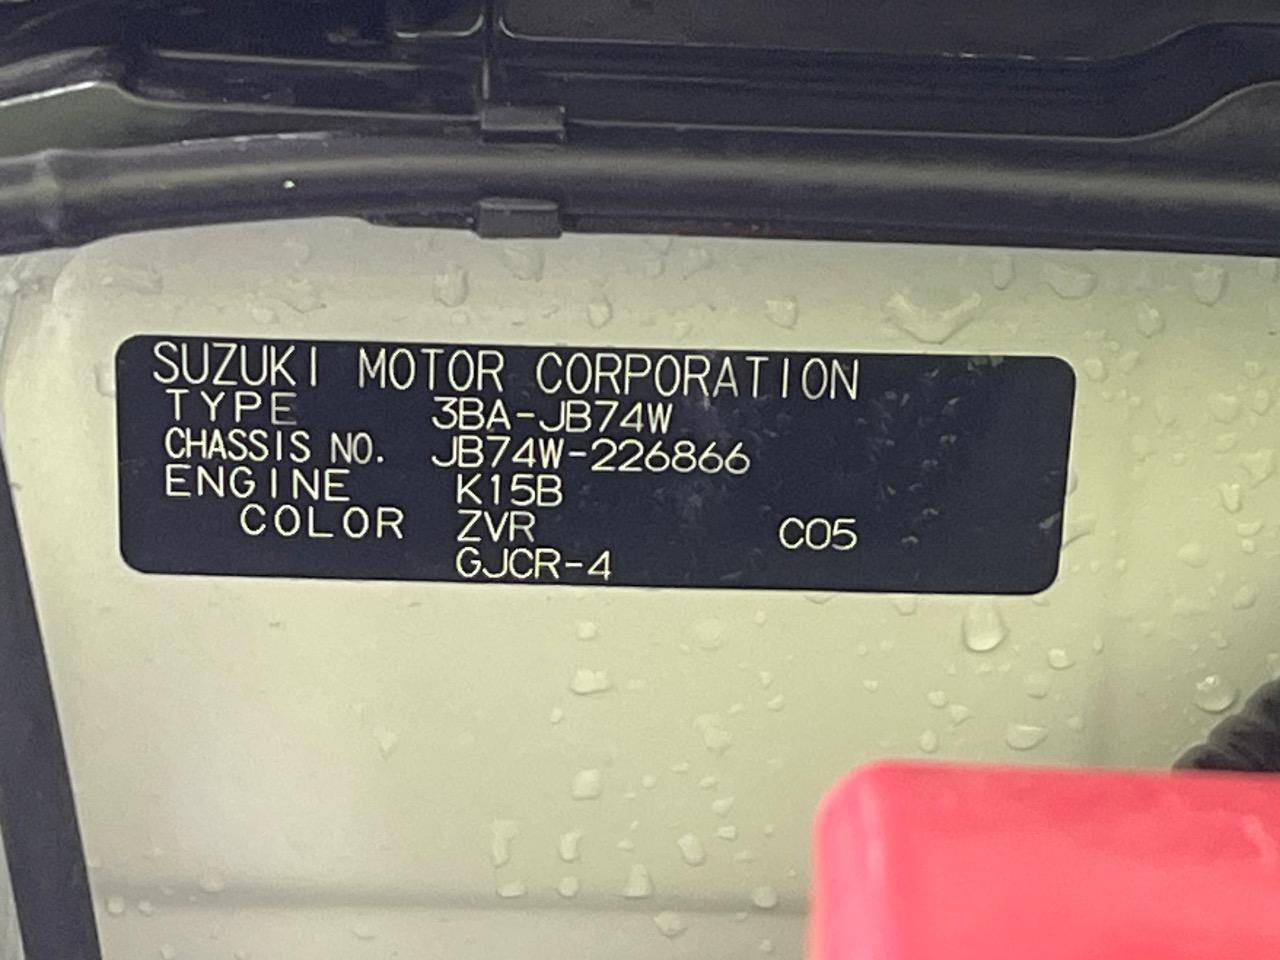 SUZUKI MOTOR CORPORATION
TYPE 3BA-JB74W
CHASSIS NO. JB74W-226866
ENGINE K15B
COLOR ZVR C05
GJCR-4